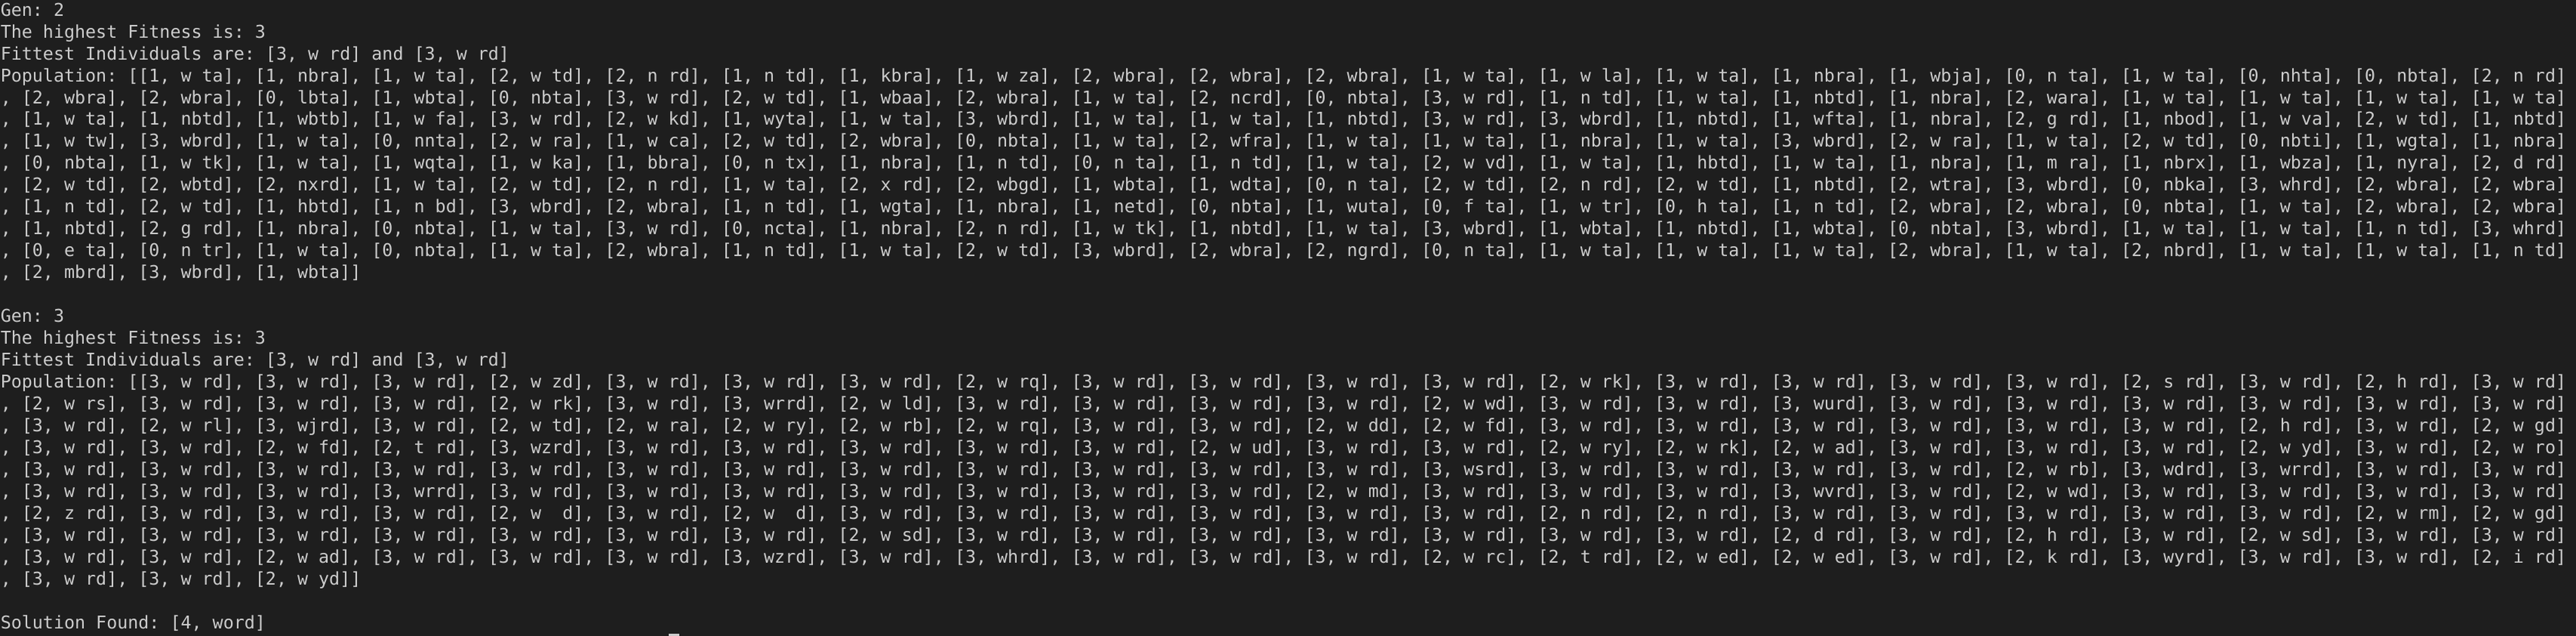 Gen: 2
The highest Fitness is: 3
Fittest Individuals are: [3, w rd] and [3, w rd]
Population: [[1, w ta], [1, nbra], [1, w ta], [2, w td], [2, n rd], [1, n td], [1, kbra], [1, w za], [2, wbra], [2, wbra], [2, wbra], [1, w ta], [1, w la], [1, w ta], [1, nbra], [1, wbja], [0, n ta], [1, w ta], [0, nhta], [0, nbta], [2, n rd]
, [2, wbra], [2, wbra], [0, lbta], [1, wbta], [0, nbta], [3, w rd], [2, w td], [1, wbaa], [2, wbra], [1, w ta], [2, ncrd], [0, nbta], [3, w rd], [1, n td], [1, w ta], [1, nbtd], [1, nbra], [2, wara], [1, w ta], [1, w ta], [1, w ta], [1, w ta]
, [1, w ta], [1, nbtd], [1, wbtb], [1, w fa], [3, w rd], [2, w kd], [1, wyta], [1, w ta], [3, wbrd], [1, w ta], [1, w ta], [1, nbtd], [3, w rd], [3, wbrd], [1, nbtd], [1, wfta], [1, nbra], [2, g rd], [1, nbod], [1, w va], [2, w td], [1, nbtd]
, [1, w tw], [3, wbrd], [1, w ta], [0, nnta], [2, w ra], [1, w ca], [2, w td], [2, wbra], [0, nbta], [1, w ta], [2, wfra], [1, w ta], [1, w ta], [1, nbra], [1, w ta], [3, wbrd], [2, w ra], [1, w ta], [2, w td], [0, nbti], [1, wgta], [1, nbra]
, [0, nbta], [1, w tk], [1, w ta], [1, wqta], [1, w ka], [1, bbra], [0, n tx], [1, nbra], [1, n td], [0, n ta], [1, n td], [1, w ta], [2, w vd], [1, w ta], [1, hbtd], [1, w ta], [1, nbra], [1, m ra], [1, nbrx], [1, wbza], [1, nyra], [2, d rd]
, [2, w td], [2, wbtd], [2, nxrd], [1, w ta], [2, w td], [2, n rd], [1, w ta], [2, x rd], [2, wbgd], [1, wbta], [1, wdta], [0, n ta], [2, w td], [2, n rd], [2, w td], [1, nbtd], [2, wtra], [3, wbrd], [0, nbka], [3, whrd], [2, wbra], [2, wbra]
, [1, n td], [2, w td], [1, hbtd], [1, n bd], [3, wbrd], [2, wbra], [1, n td], [1, wgta], [1, nbra], [1, netd], [0, nbta], [1, wuta], [0, f ta], [1, w tr], [0, h ta], [1, n td], [2, wbra], [2, wbra], [0, nbta], [1, w ta], [2, wbra], [2, wbra]
, [1, nbtd], [2, g rd], [1, nbra], [0, nbta], [1, w ta], [3, w rd], [0, ncta], [1, nbra], [2, n rd], [1, w tk], [1, nbtd], [1, w ta], [3, wbrd], [1, wbta], [1, nbtd], [1, wbta], [0, nbta], [3, wbrd], [1, w ta], [1, w ta], [1, n td], [3, whrd]
, [0, e ta], [0, n tr], [1, w ta], [0, nbta], [1, w ta], [2, wbra], [1, n td], [1, w ta], [2, w td], [3, wbrd], [2, wbra], [2, ngrd], [0, n ta], [1, w ta], [1, w ta], [1, w ta], [2, wbra], [1, w ta], [2, nbrd], [1, w ta], [1, w ta], [1, n td]
, [2, mbrd], [3, wbrd], [1, wbta]]
Gen: 3
The highest Fitness is: 3
Fittest Individuals are: [3, w rd] and [3, w rd]
Population: [[3, w rd], [3, w rd], [3, w rd], [2, w zd], [3, w rd], [3, w rd], [3, w rd], [2, w rq], [3, w rd], [3, w rd], [3, w rd], [3, w rd], [2, w rk], [3, w rd], [3, w rd], [3, w rd], [3, w rd], [2, s rd], [3, w rd], [2, h rd], [3, w rd]
, [2, w rs], [3, w rd], [3, w rd], [3, w rd], [2, w rk], [3, w rd], [3, wrrd], [2, w ld], [3, w rd], [3, w rd], [3, w rd], [3, w rd], [2, w wd], [3, w rd], [3, w rd], [3, wurd], [3, w rd], [3, w rd], [3, w rd], [3, w rd], [3, w rd], [3, w rd]
, [3, w rd], [2, w rl], [3, wjrd], [3, w rd], [2, w td], [2, w ra], [2, w ry], [2, w rb], [2, w rq], [3, w rd], [3, w rd], [2, w dd], [2, w fd], [3, w rd], [3, w rd], [3, w rd], [3, w rd], [3, w rd], [3, w rd], [2, h rd], [3, w rd], [2, w gd]
, [3, w rd], [3, w rd], [2, w fd], [2, t rd], [3, wzrd], [3, w rd], [3, w rd], [3, w rd], [3, w rd], [3, w rd], [2, w ud], [3, w rd], [3, w rd], [2, w ry], [2, w rk], [2, w ad], [3, w rd], [3, w rd], [3, w rd], [2, w yd], [3, w rd], [2, w ro]
, [3, w rd], [3, w rd], [3, w rd], [3, w rd], [3, w rd], [3, w rd], [3, w rd], [3, w rd], [3, w rd], [3, w rd], [3, w rd], [3, w rd], [3, wsrd], [3, w rd], [3, w rd], [3, w rd], [3, w rd], [2, w rb], [3, wdrd], [3, wrrd], [3, w rd], [3, w rd]
, [3, w rd], [3, w rd], [3, w rd], [3, wrrd], [3, w rd], [3, w rd], [3, w rd], [3, w rd], [3, w rd], [3, w rd], [3, w rd], [2, w md], [3, w rd], [3, w rd], [3, w rd], [3, wvrd], [3, w rd], [2, w wd], [3, w rd], [3, w rd], [3, w rd], [3, w rd]
, [2, z rd], [3, w rd], [3, w rd], [3, w rd], [2, w  d], [3, w rd], [2, w  d], [3, w rd], [3, w rd], [3, w rd], [3, w rd], [3, w rd], [3, w rd], [2, n rd], [2, n rd], [3, w rd], [3, w rd], [3, w rd], [3, w rd], [3, w rd], [2, w rm], [2, w gd]
, [3, w rd], [3, w rd], [3, w rd], [3, w rd], [3, w rd], [3, w rd], [3, w rd], [2, w sd], [3, w rd], [3, w rd], [3, w rd], [3, w rd], [3, w rd], [3, w rd], [3, w rd], [2, d rd], [3, w rd], [2, h rd], [3, w rd], [2, w sd], [3, w rd], [3, w rd]
, [3, w rd], [3, w rd], [2, w ad], [3, w rd], [3, w rd], [3, w rd], [3, wzrd], [3, w rd], [3, whrd], [3, w rd], [3, w rd], [3, w rd], [2, w rc], [2, t rd], [2, w ed], [2, w ed], [3, w rd], [2, k rd], [3, wyrd], [3, w rd], [3, w rd], [2, i rd]
, [3, w rd], [3, w rd], [2, w yd]]
Solution Found: [4, word]